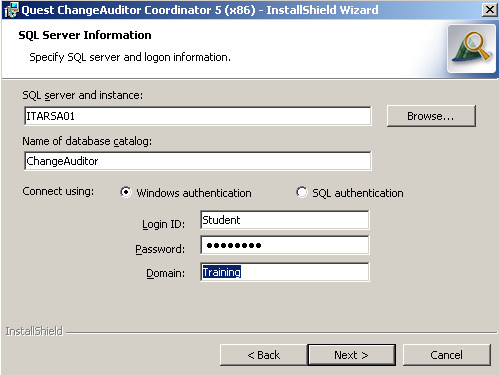 Quest ChangeAuditor Coordinator 5 (x86) - InstallShield Wizard
SQL Server Information
Specify SQL server and logon information.
SQL server and instance:
ITARSA01
Browse...
Name of database catalog:
ChangeAuditor
Connect using: Windows authentication SQL authentication
Login ID: Student
Password: ●●●●●●●●
Domain: Training
InstallShield
< Back Next > Cancel